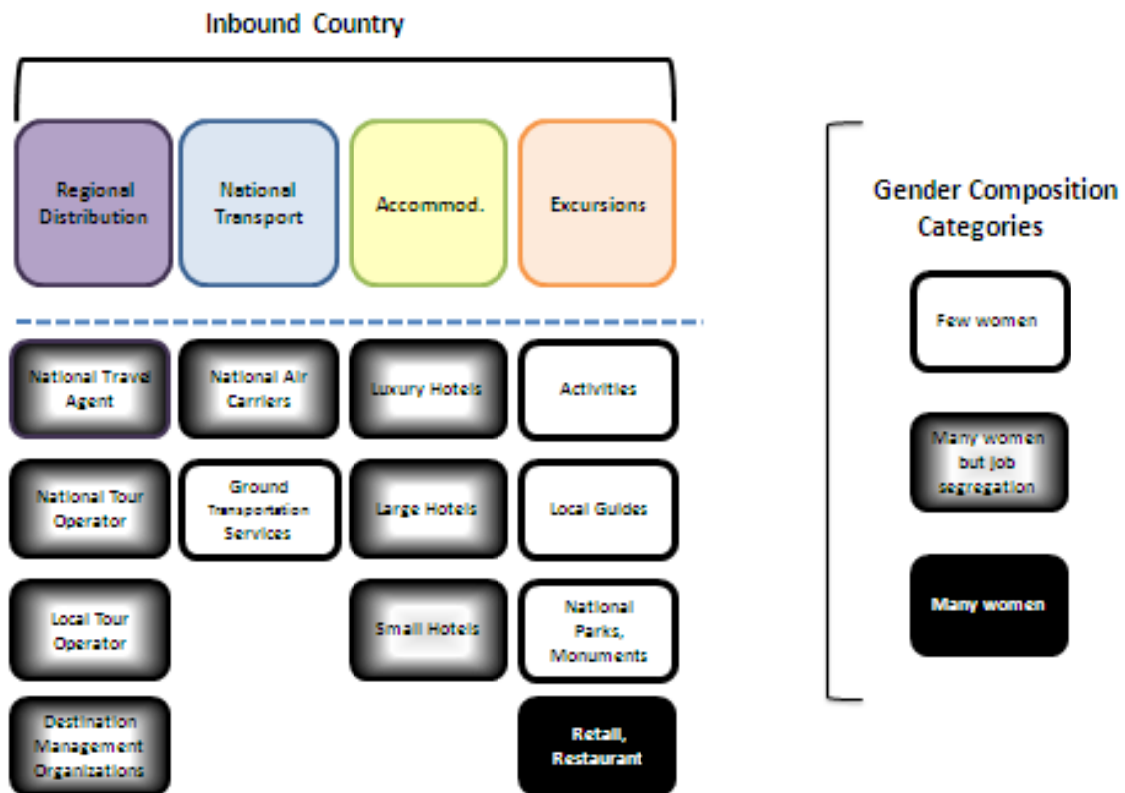 Inbound Country
Regional
Distribution
National
Transport
Accommod.
Excursions
Gender Composition
Categories
Few women
Many women
but job
segregation
Many women
National Travel
Agent
National Air
Carriers
Luxury Hotels
Activities
National Tour
Operator
Ground
Transportation
Services
Large Hotels
Local Guides
Local Tour
Operator
Small Hotels
National
Parks,
Monuments
Destination
Management
Organizations
Retail,
Restaurant